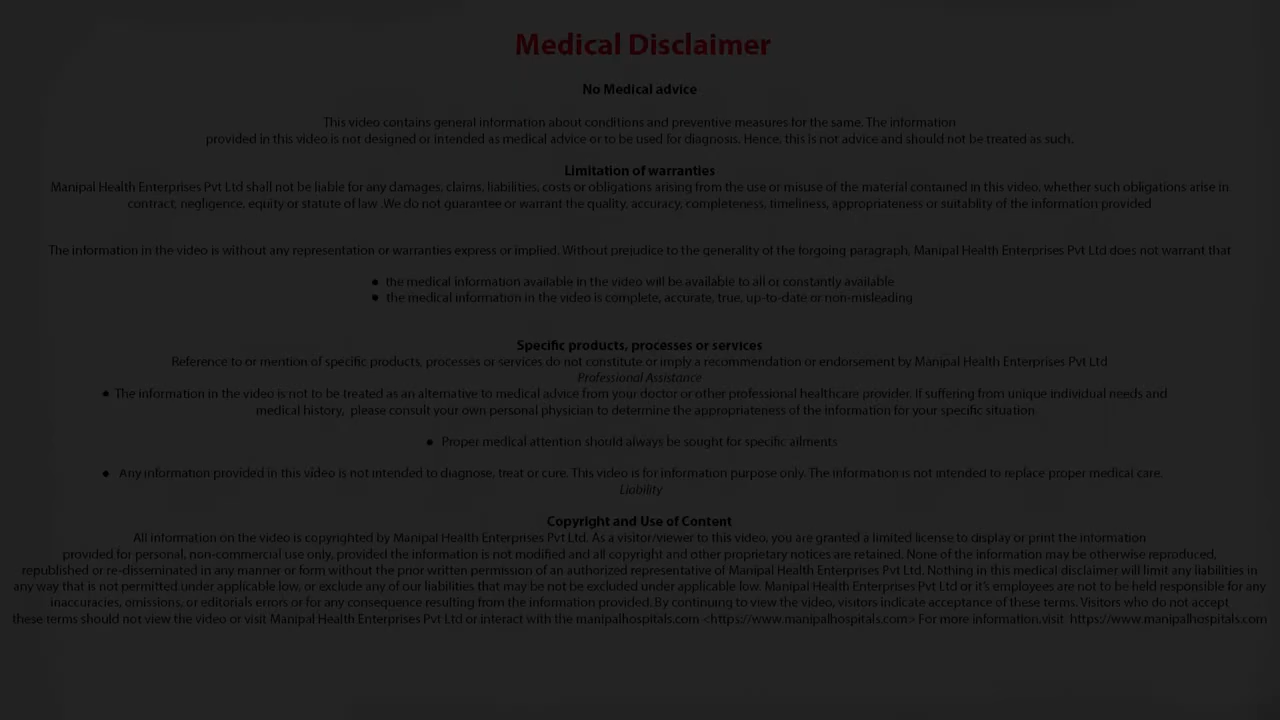 Medical Disclaimer
No Medical advice
This video contains general information about conditions and preventive measures for the same. The information
provided in this video is not designed or intended as medical advice or to be used for diagnosis. Hence, this is not advice and should not be treated as such.
Limitation of warranties
Manipal Health Enterprises Pvt Ltd shall not be liable for any damages, claims, liabilities, costs or obligations arising from the use or misuse of the material contained in this video, whether such obligations arise in
contract, negligence, equity or statute of law .We do not guarantee or warrant the quality, accuracy, completeness, timeliness, appropriateness or suitablity of the information provided
The information in the video is without any representation or warranties express or implied. Without prejudice to the generality of the forgoing paragraph, Manipal Health Enterprises Pvt Ltd does not warrant that
● the medical information available in the video will be available to all or constantly available
● the medical information in the video is complete, accurate, true, up-to-date or non-misleading
Specific products, processes or services
Reference to or mention of specific products, processes or services do not constitute or imply a recommendation or endorsement by Manipal Health Enterprises Pvt Ltd
Professional Assistance
● The information in the video is not to be treated as an alternative to medical advice from your doctor or other professional healthcare provider. If suffering from unique individual needs and
medical history, please consult your own personal physician to determine the appropriateness of the information for your specific situation
● Proper medical attention should always be sought for specific ailments
● Any information provided in this video is not intended to diagnose, treat or cure. This video is for information purpose only. The information is not intended to replace proper medical care.
Liability
Copyright and Use of Content
All information on the video is copyrighted by Manipal Health Enterprises Pvt Ltd. As a visitor/viewer to this video, you are granted a limited license to display or print the information
provided for personal, non-commercial use only, provided the information is not modified and all copyright and other proprietary notices are retained. None of the information may be otherwise reproduced,
republished or re-disseminated in any manner or form without the prior written permission of an authorized representative of Manipal Health Enterprises Pvt Ltd. Nothing in this medical disclaimer will limit any liabilities in
any way that is not permitted under applicable low, or exclude any of our liabilities that may be not be excluded under applicable low. Manipal Health Enterprises Pvt Ltd or it's employees are not to be held responsible for any
inaccuracies, omissions, or editorials errors or for any consequence resulting from the information provided. By continuing to view the video, visitors indicate acceptance of these terms. Visitors who do not accept
these terms should not view the video or visit Manipal Health Enterprises Pvt Ltd or interact with the manipalhospitals.com <https://www.manipalhospitals.com> For more information,visit https://www.manipalhospitals.com